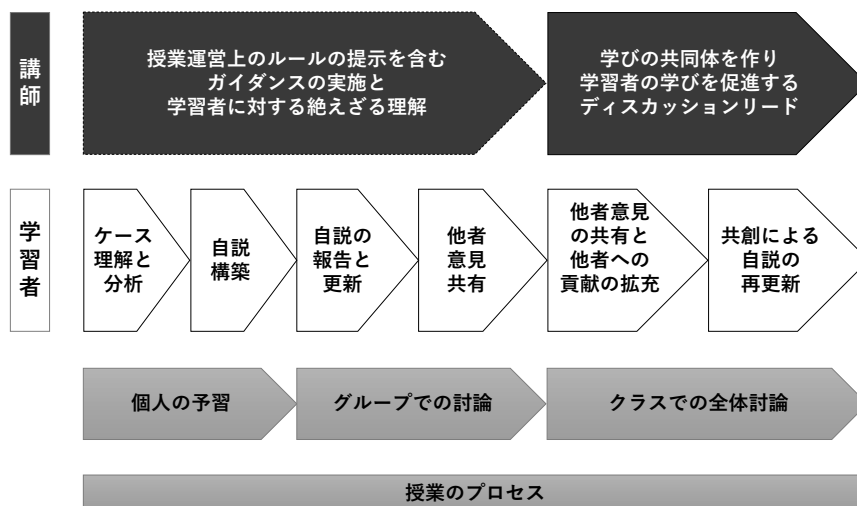 講師
授業運営上のルールの提示を含む
ガイダンスの実施と
学習者に対する絶えざる理解
学びの共同体を作り
学習者の学びを促進する
ディスカッションリード
学習者
ケース
理解と
分析
自説
構築
自説の
報告と
更新
他者
意見
共有
他者意見
の共有と
他者への
貢献の拡充
共創による
自説の
再更新
個人の予習
グループでの討論
クラスでの全体討論
授業のプロセス